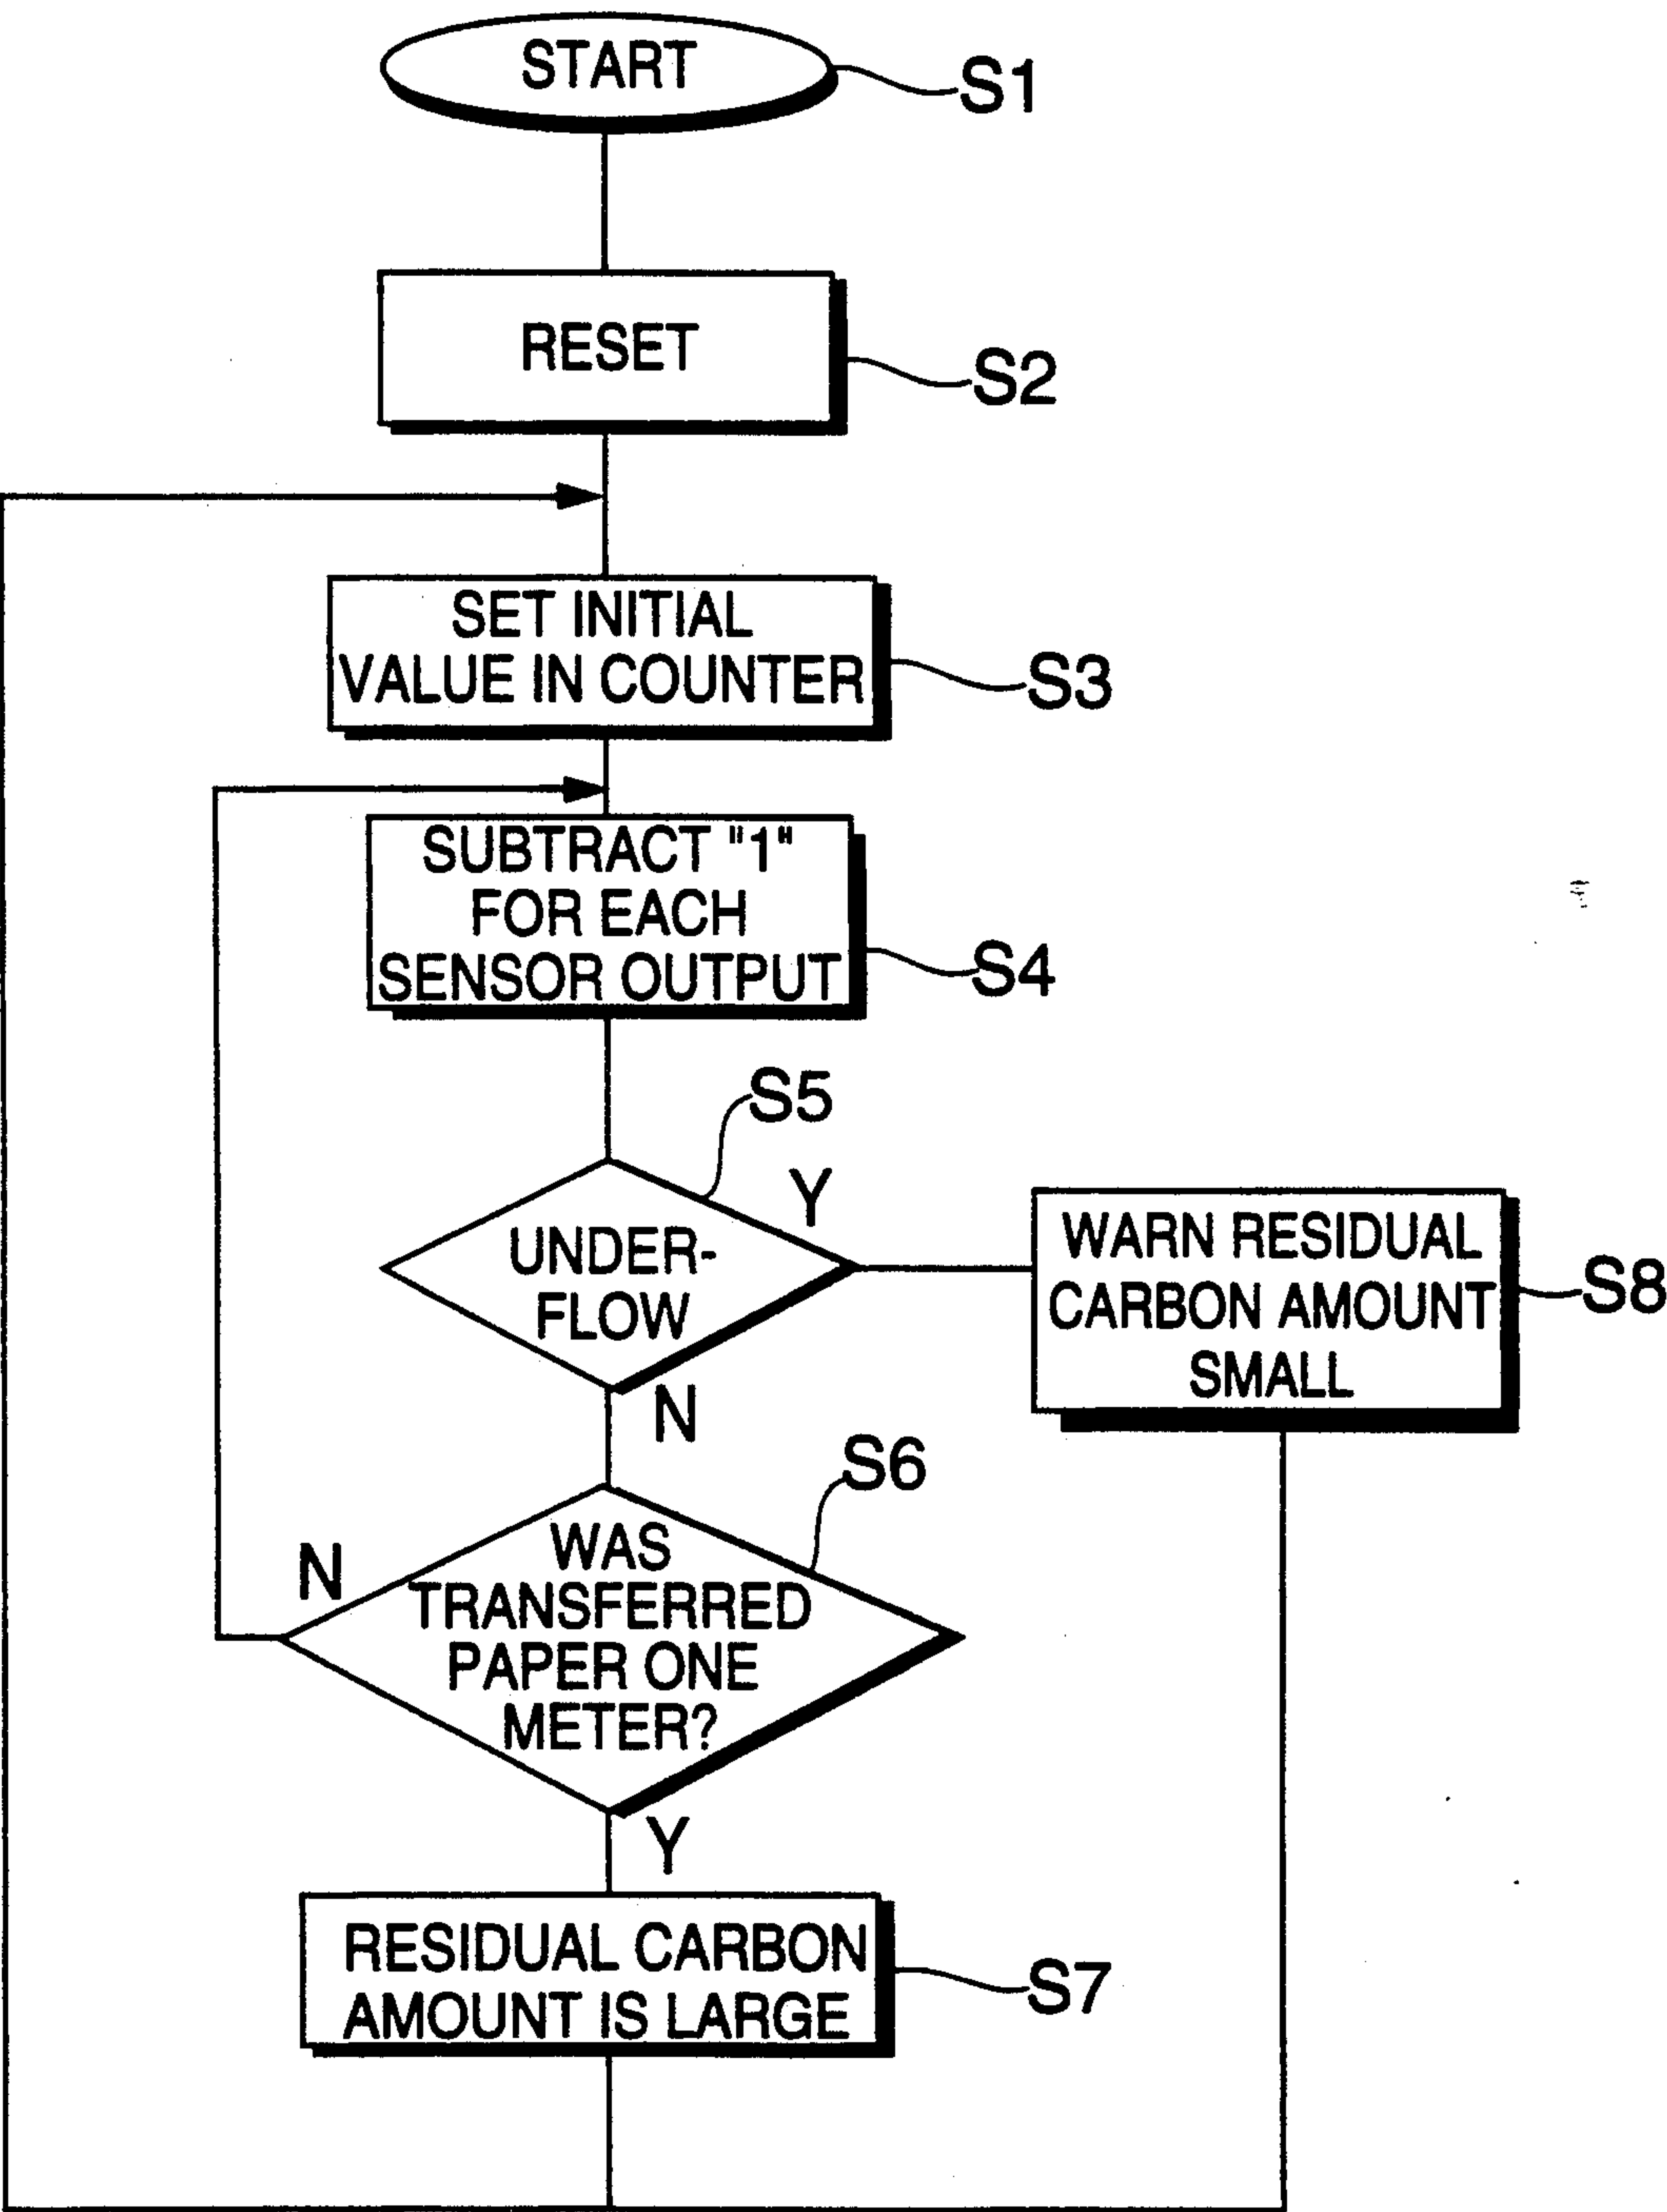 START
S1
RESET
S2
SET INITIAL
VALUE IN COUNTER
S3
SUBTRACT "1"
FOR EACH
SENSOR OUTPUT
S4
S5
Y
UNDER-
FLOW
N
WARN RESIDUAL
CARBON AMOUNT
SMALL
S8
S6
N
WAS
TRANSFERRED
PAPER ONE
METER?
Y
RESIDUAL CARBON
AMOUNT IS LARGE
S7